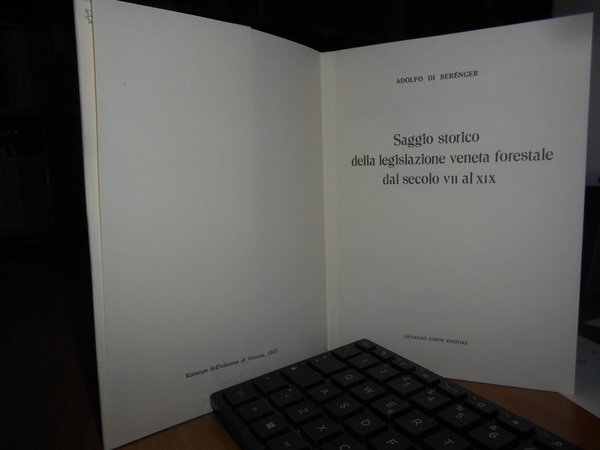 Ristampa dell'edizione di Venezia, 1863
ADOLFO DI BERÉNGER
Saggio storico
della legislazione veneta forestale
dal secolo VII al XIX
ARNALDO FORNI EDITORE
Q W E R T
A S D F
Z X C